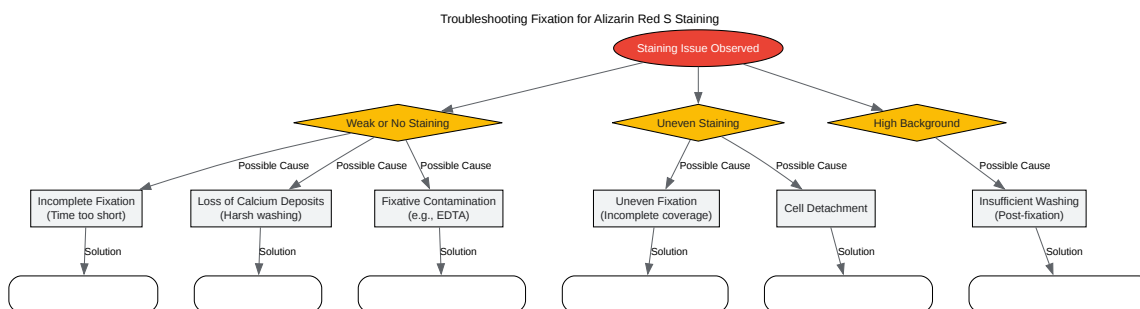 Troubleshooting Fixation for Alizarin Red S Staining
Staining Issue Observed
Weak or No Staining
Uneven Staining
High Background
Possible Cause
Possible Cause
Possible Cause
Possible Cause
Possible Cause
Possible Cause
Incomplete Fixation
(Time too short)
Loss of Calcium Deposits
(Harsh washing)
Fixative Contamination
(e.g., EDTA)
Uneven Fixation
(Incomplete coverage)
Cell Detachment
Insufficient Washing
(Post-fixation)
Solution
Solution
Solution
Solution
Solution
Solution